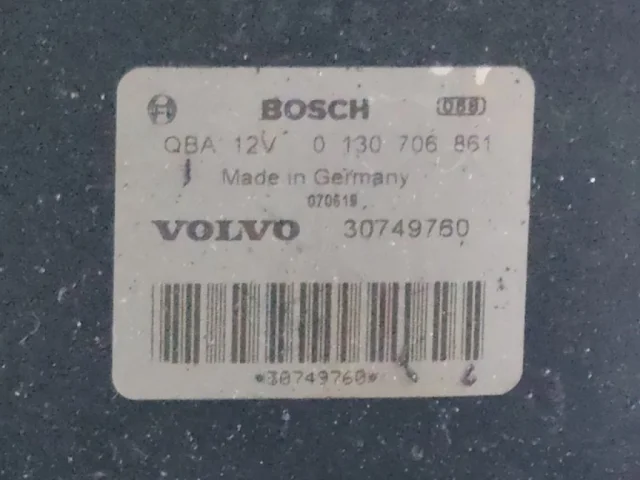 BOSCH
QBA 12V 0 130 706 861
Made in Germany
070619
VOLVO 30749760
*30749760*